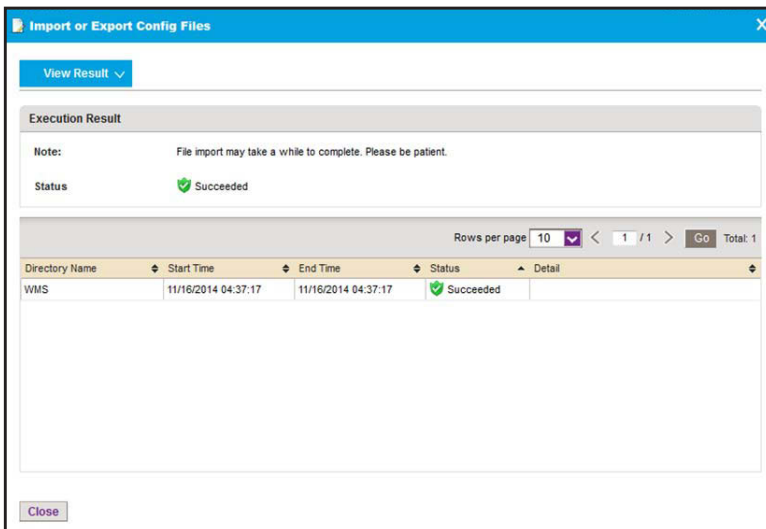 Import or Export Config Files X
View Result
Execution Result
Note: File import may take a while to complete. Please be patient.
Status Succeeded
Rows per page 10 < 1 / 1 > Go Total: 1
Directory Name Start Time End Time Status Detail
WMS 11/16/2014 04:37:17 11/16/2014 04:37:17 Succeeded
Close